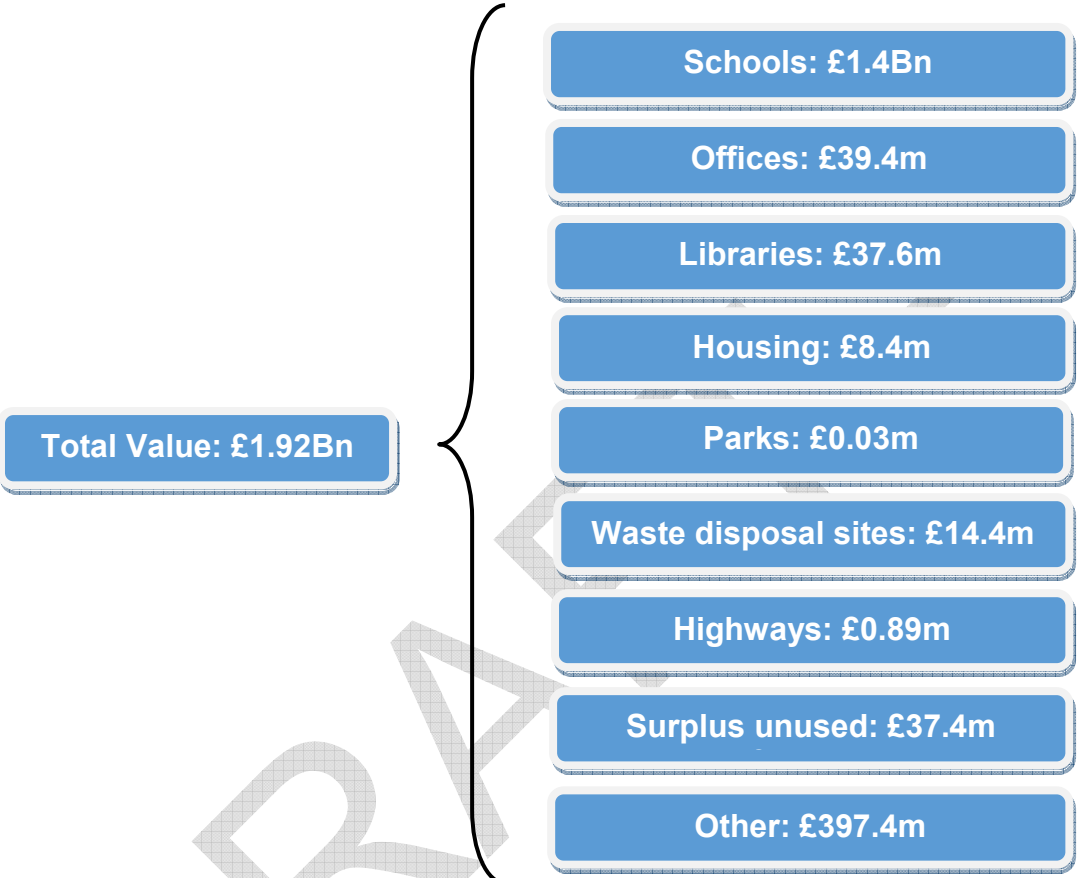 Schools: £1.4Bn
Offices: £39.4m
Libraries: £37.6m
Housing: £8.4m
Total Value: £1.92Bn
Parks: £0.03m
Waste disposal sites: £14.4m
Highways: £0.89m
Surplus unused: £37.4m
Other: £397.4m